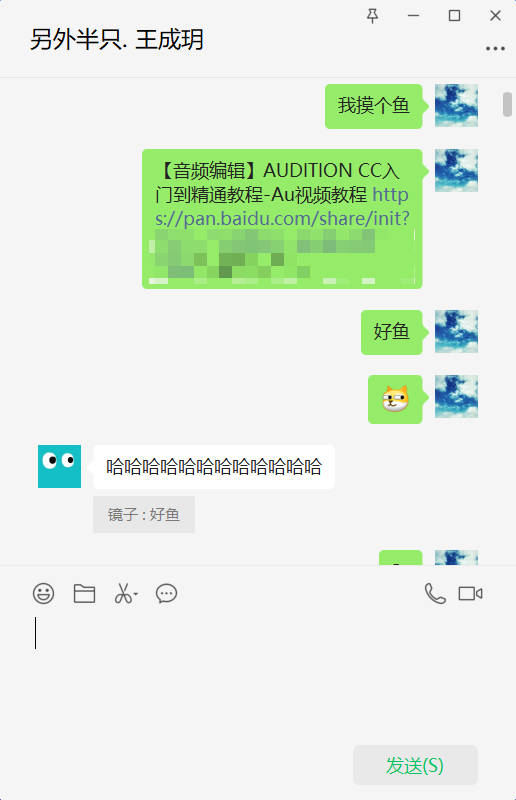 另外半只. 王成玥
我摸个鱼
【音频编辑】AUDITION CC入
门到精通教程-Au视频教程 http
s://pan.baidu.com/share/init?
好鱼
哈哈哈哈哈哈哈哈哈哈哈哈
镜子 : 好鱼
发送(S)